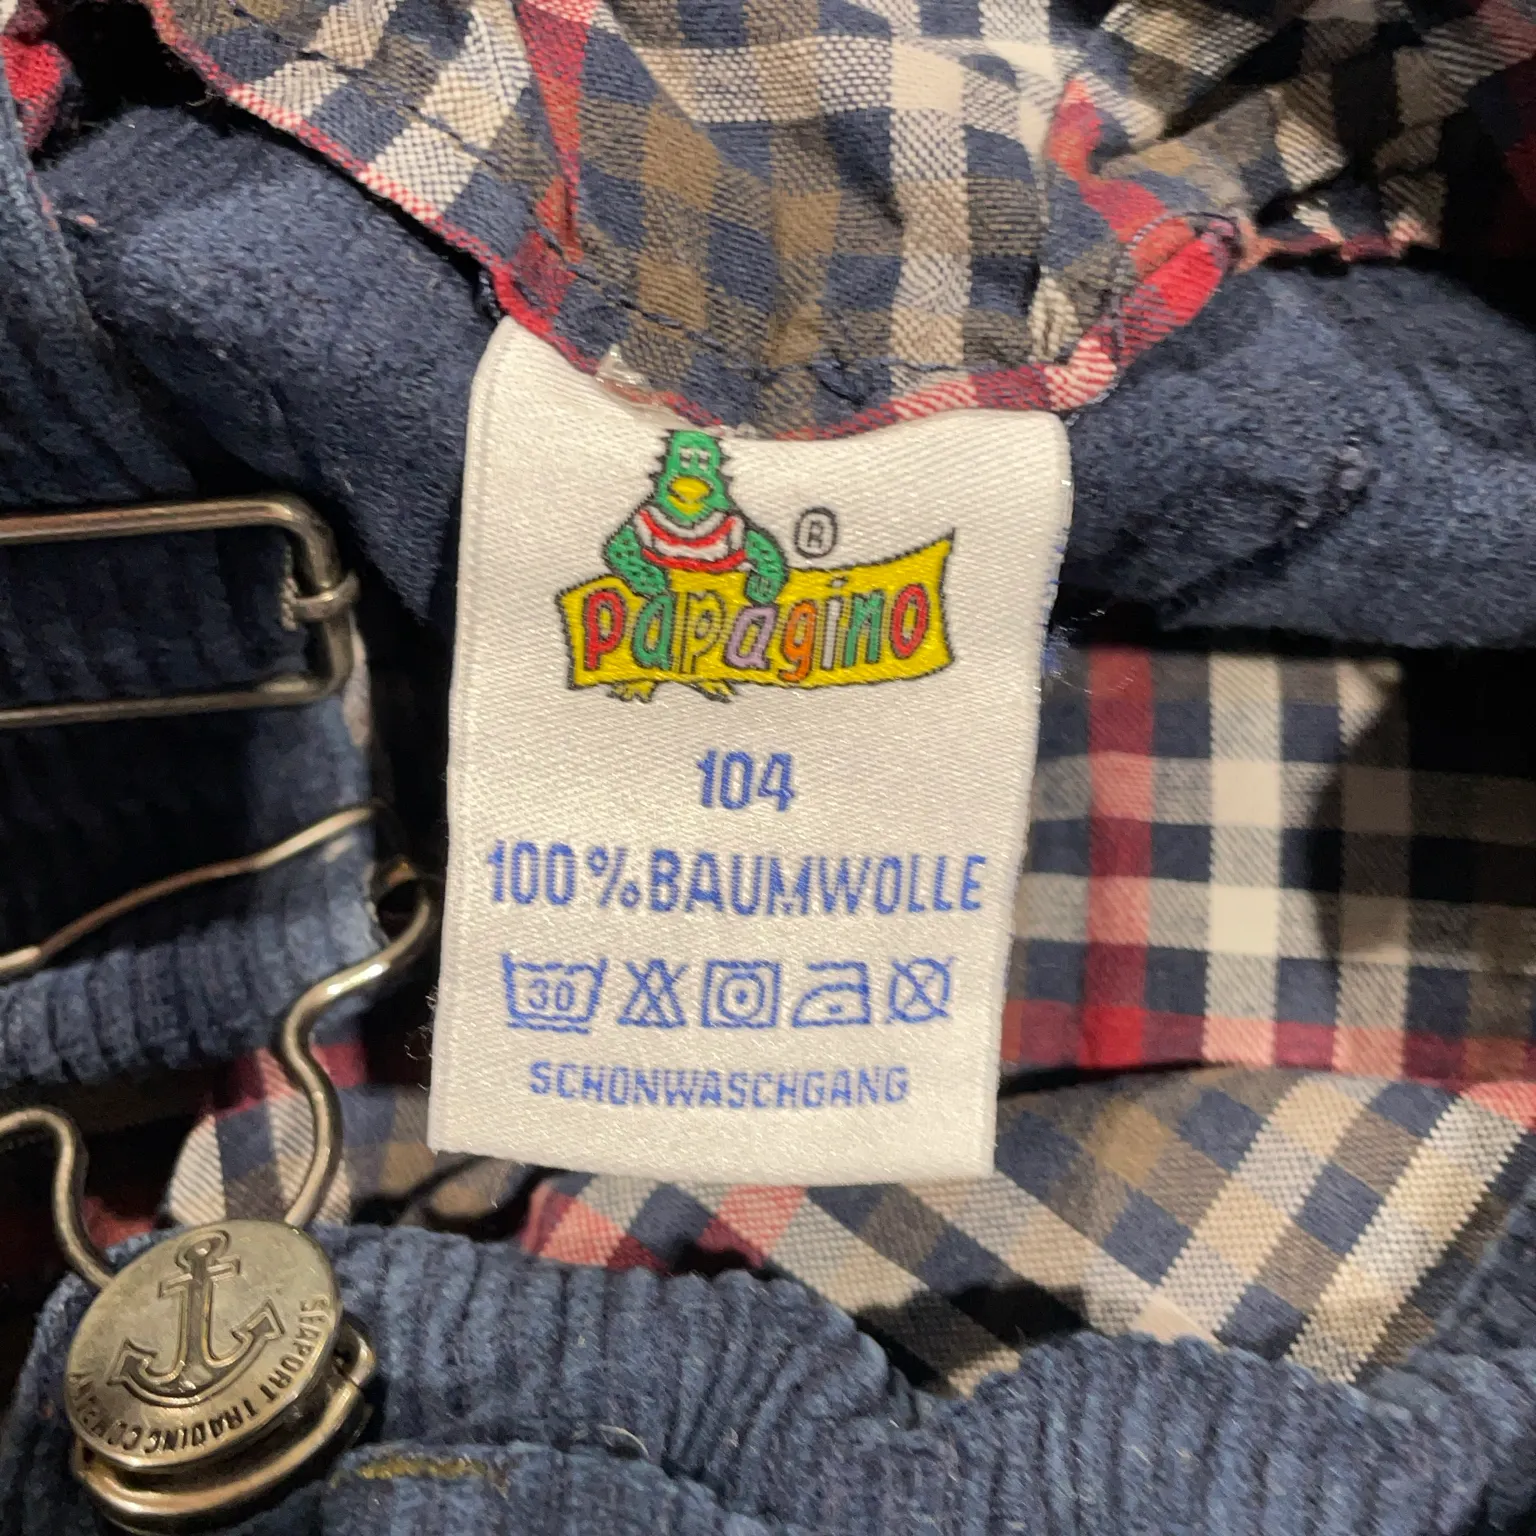 ®
papagino
104
100% BAUMWOLLE
30
SCHONWASCHGANG
SEAPORT TRADING COMPANY